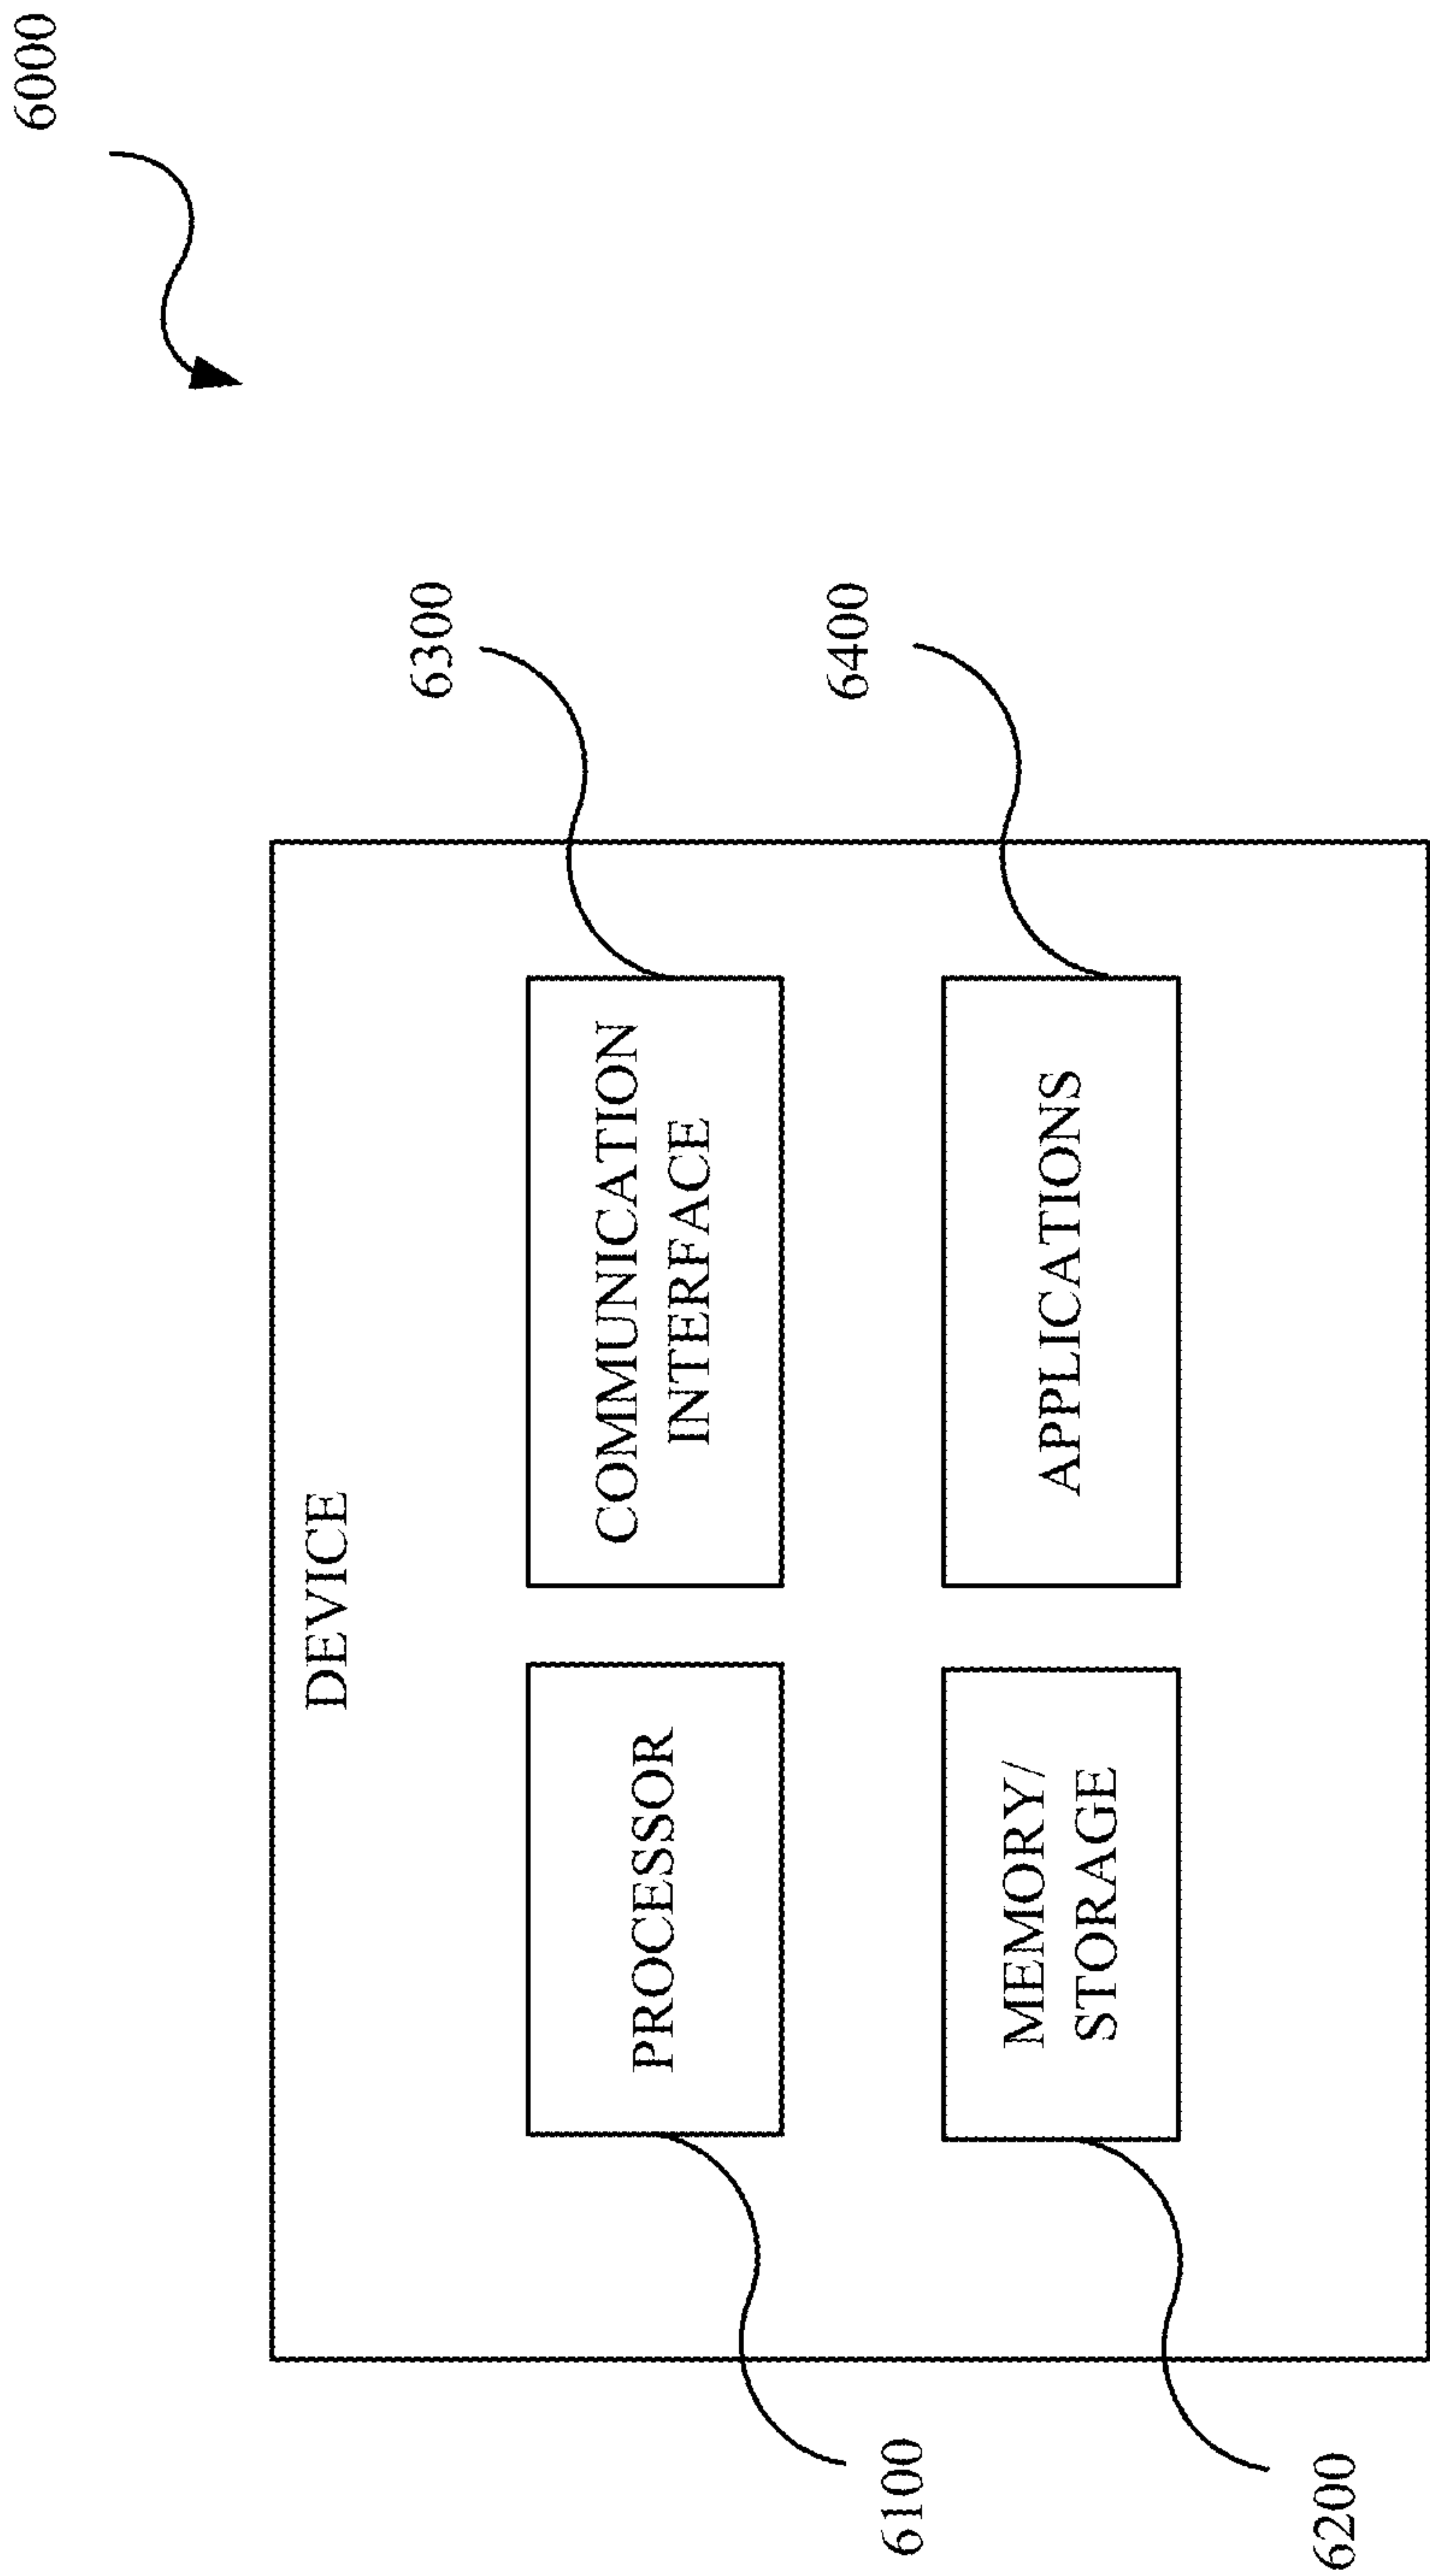 6000
DEVICE
6300
PROCESSOR
COMMUNICATION
INTERFACE
6100
6400
MEMORY/
STORAGE
APPLICATIONS
6200